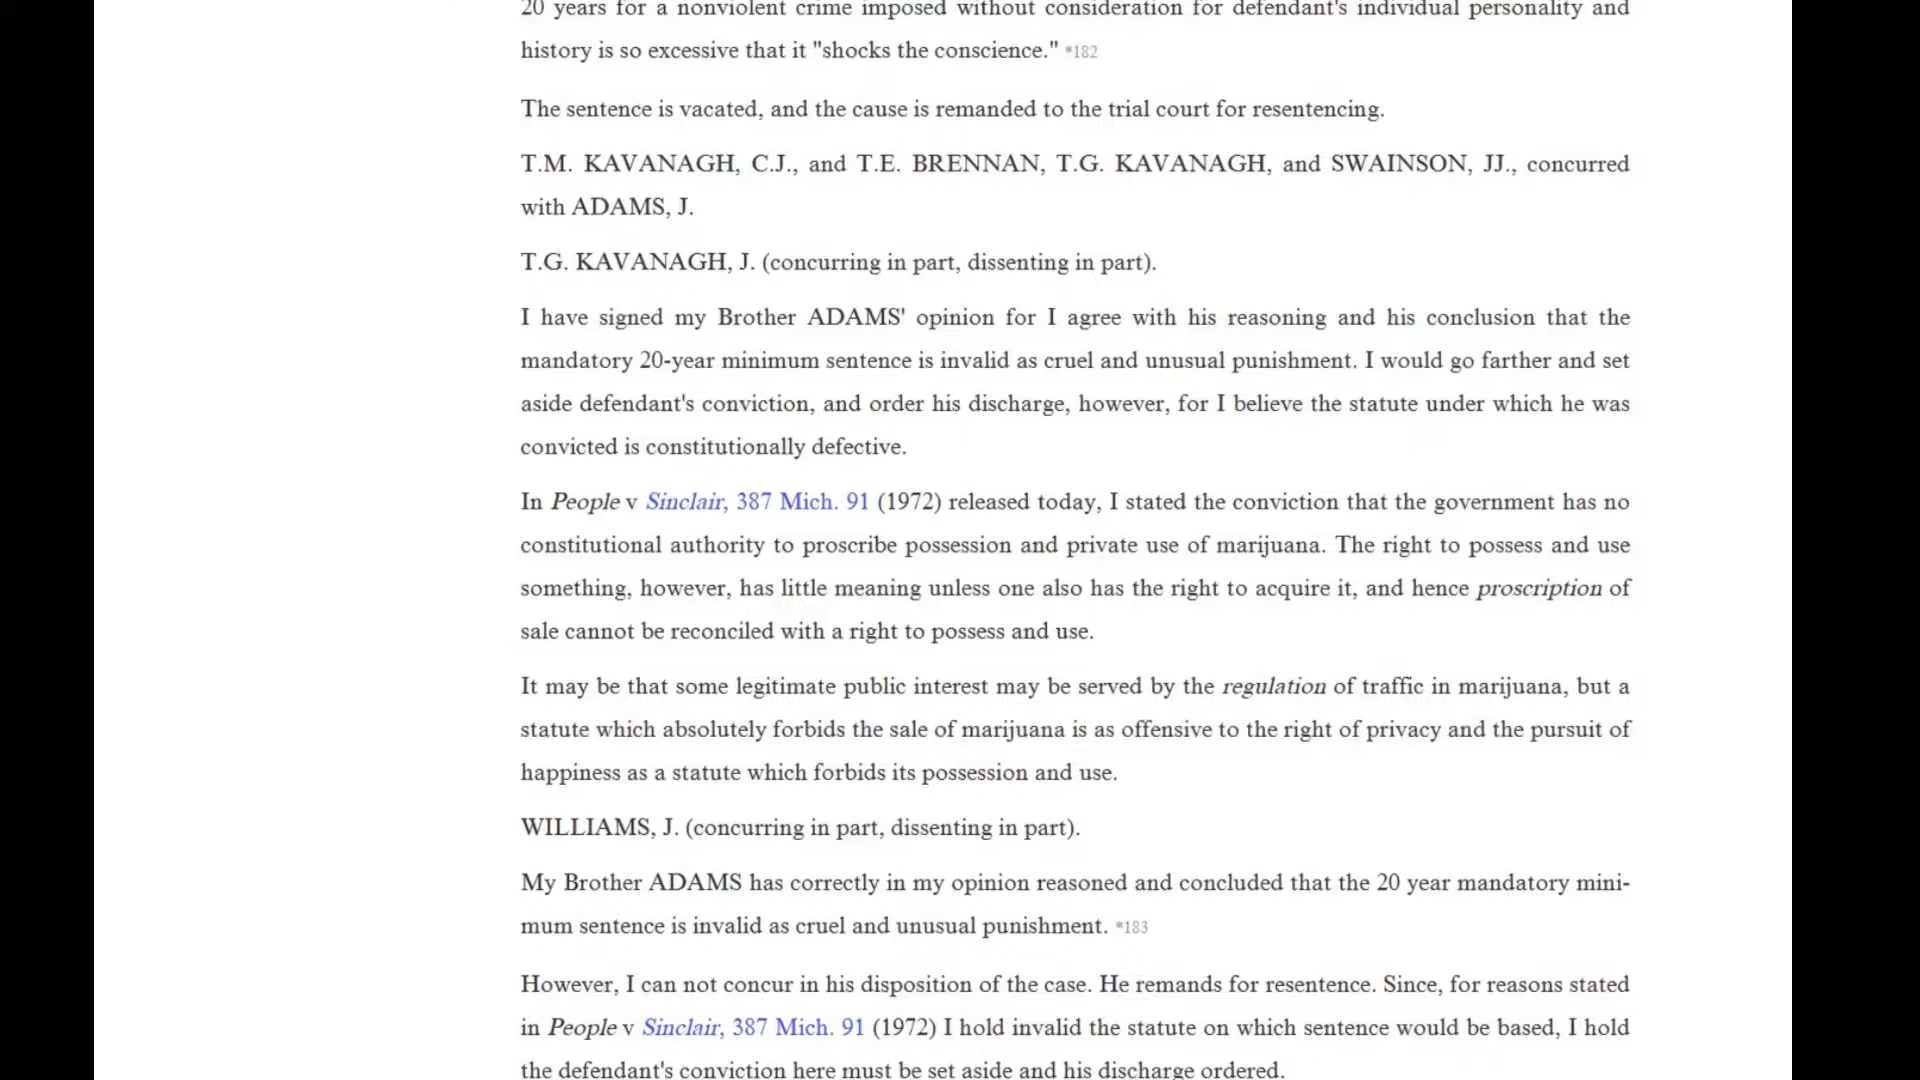 20 years for a nonviolent crime imposed without consideration for defendant's individual personality and
history is so excessive that it "shocks the conscience." *182
The sentence is vacated, and the cause is remanded to the trial court for resentencing.
T.M. KAVANAGH, C.J., and T.E. BRENNAN, T.G. KAVANAGH, and SWAINSON, JJ., concurred
with ADAMS, J.
T.G. KAVANAGH, J. (concurring in part, dissenting in part).
I have signed my Brother ADAMS' opinion for I agree with his reasoning and his conclusion that the
mandatory 20-year minimum sentence is invalid as cruel and unusual punishment. I would go farther and set
aside defendant's conviction, and order his discharge, however, for I believe the statute under which he was
convicted is constitutionally defective.
In People v Sinclair, 387 Mich. 91 (1972) released today, I stated the conviction that the government has no
constitutional authority to proscribe possession and private use of marijuana. The right to possess and use
something, however, has little meaning unless one also has the right to acquire it, and hence proscription of
sale cannot be reconciled with a right to possess and use.
It may be that some legitimate public interest may be served by the regulation of traffic in marijuana, but a
statute which absolutely forbids the sale of marijuana is as offensive to the right of privacy and the pursuit of
happiness as a statute which forbids its possession and use.
WILLIAMS, J. (concurring in part, dissenting in part).
My Brother ADAMS has correctly in my opinion reasoned and concluded that the 20 year mandatory mini-
mum sentence is invalid as cruel and unusual punishment. *183
However, I can not concur in his disposition of the case. He remands for resentence. Since, for reasons stated
in People v Sinclair, 387 Mich. 91 (1972) I hold invalid the statute on which sentence would be based, I hold
the defendant's conviction here must be set aside and his discharge ordered.